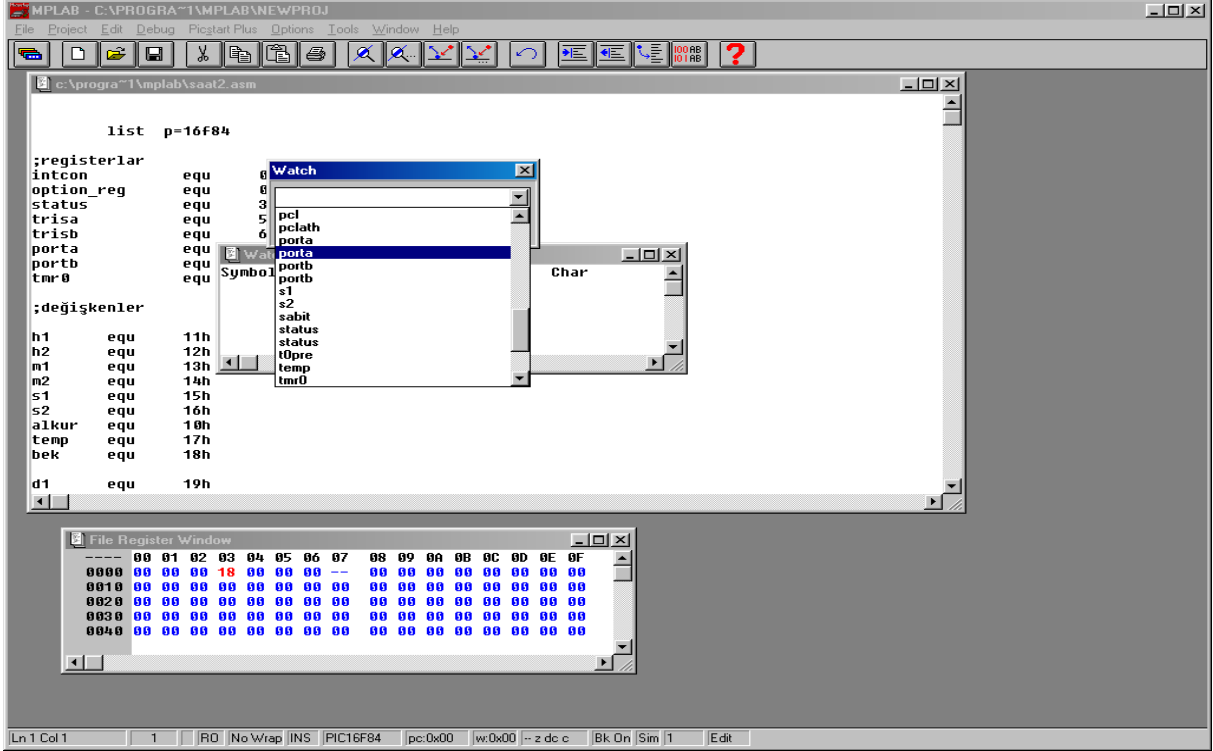 MPLAB - C:\PROGRA~1\MPLAB\NEWPROJ
File Project Edit Debug Picstart Plus Options Tools Window Help
c:\progra~1\mplab\saat2.asm
list p=16f84
;registerlar
intcon equ 0
option_reg equ 0
status equ 3
trisa equ 5
trisb equ 6
porta equ
portb equ
tmr0 equ
;değişkenler
h1 equ 11h
h2 equ 12h
m1 equ 13h
m2 equ 14h
s1 equ 15h
s2 equ 16h
alkur equ 10h
temp equ 17h
bek equ 18h
d1 equ 19h
Watch
pcl
pclath
porta
porta
portb
portb
s1
s2
sabit
status
status
t0pre
temp
tmr0
Symbol Char
File Register Window
---- 00 01 02 03 04 05 06 07 08 09 0A 0B 0C 0D 0E 0F
0000 00 00 00 18 00 00 00 -- 00 00 00 00 00 00 00 00
0010 00 00 00 00 00 00 00 00 00 00 00 00 00 00 00 00
0020 00 00 00 00 00 00 00 00 00 00 00 00 00 00 00 00
0030 00 00 00 00 00 00 00 00 00 00 00 00 00 00 00 00
0040 00 00 00 00 00 00 00 00 00 00 00 00 00 00 00 00
Ln 1 Col 1 1 RO No Wrap INS PIC16F84 pc:0x00 w:0x00 -- z dc c Bk On Sim 1 Edit